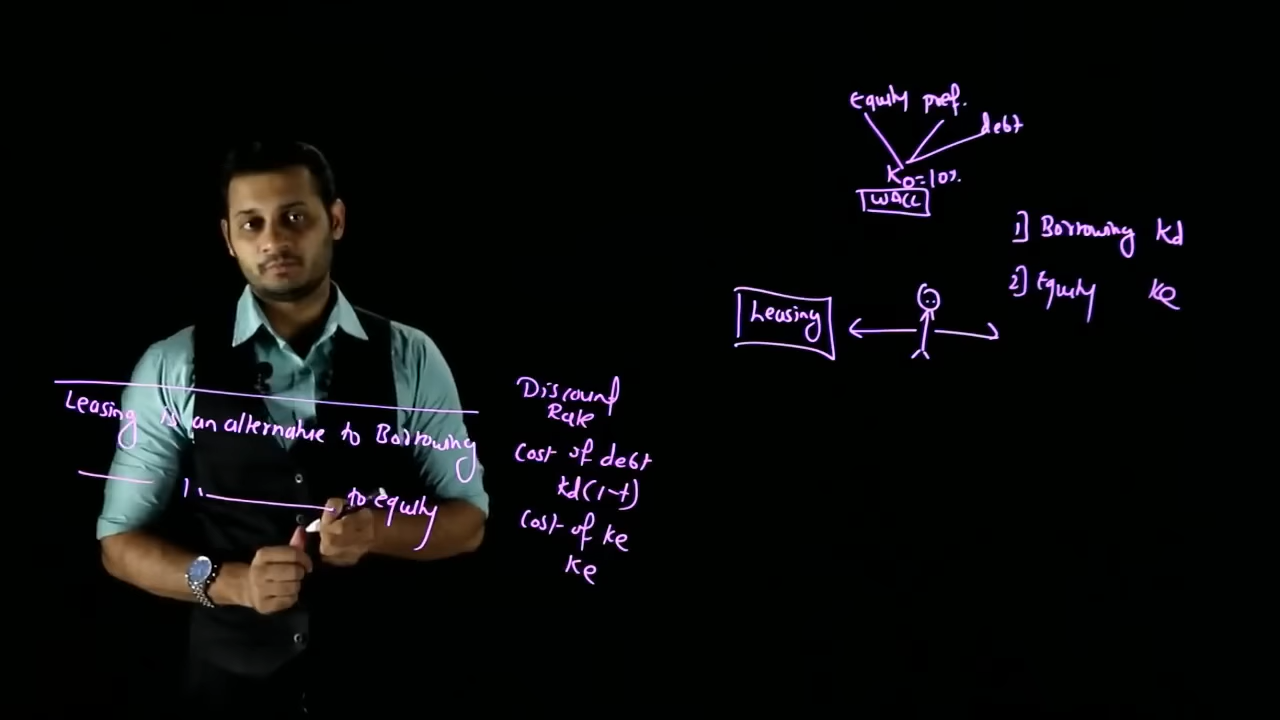 Equity pref.
debt
Ko=10%.
WACC
1] Borrowing Kd
2] Equity Ke
Leasing
Discount
Rate
Leasing is an alternative to Borrowing
Cost of debt
kd(1-t)
to equity
Cost of ke
Ke